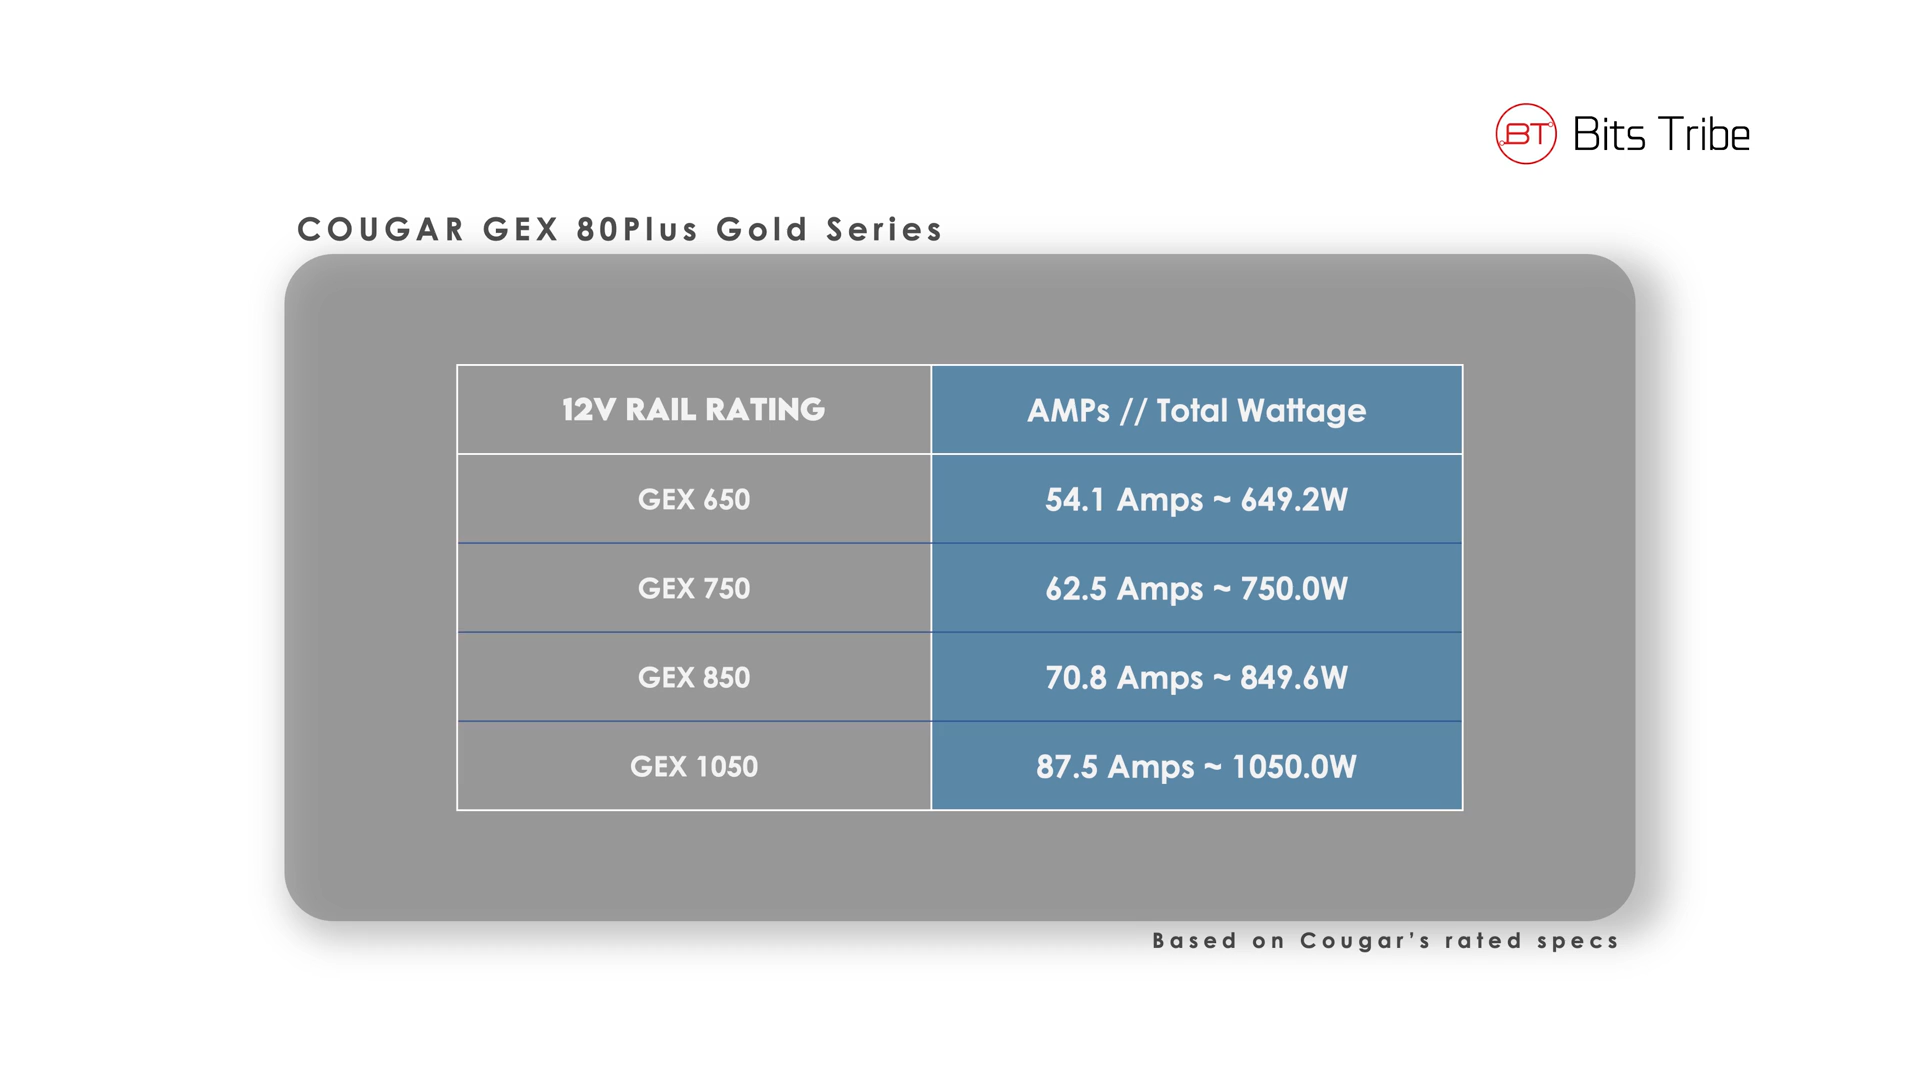 BT Bits Tribe
COUGAR GEX 80Plus Gold Series
12V RAIL RATING AMPs // Total Wattage
GEX 650 54.1 Amps ~ 649.2W
GEX 750 62.5 Amps ~ 750.0W
GEX 850 70.8 Amps ~ 849.6W
GEX 1050 87.5 Amps ~ 1050.0W
Based on Cougar’s rated specs